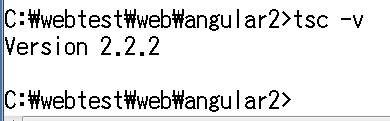 C:₩webtest₩web₩angular2>tsc -v
Version 2.2.2
C:₩webtest₩web₩angular2>